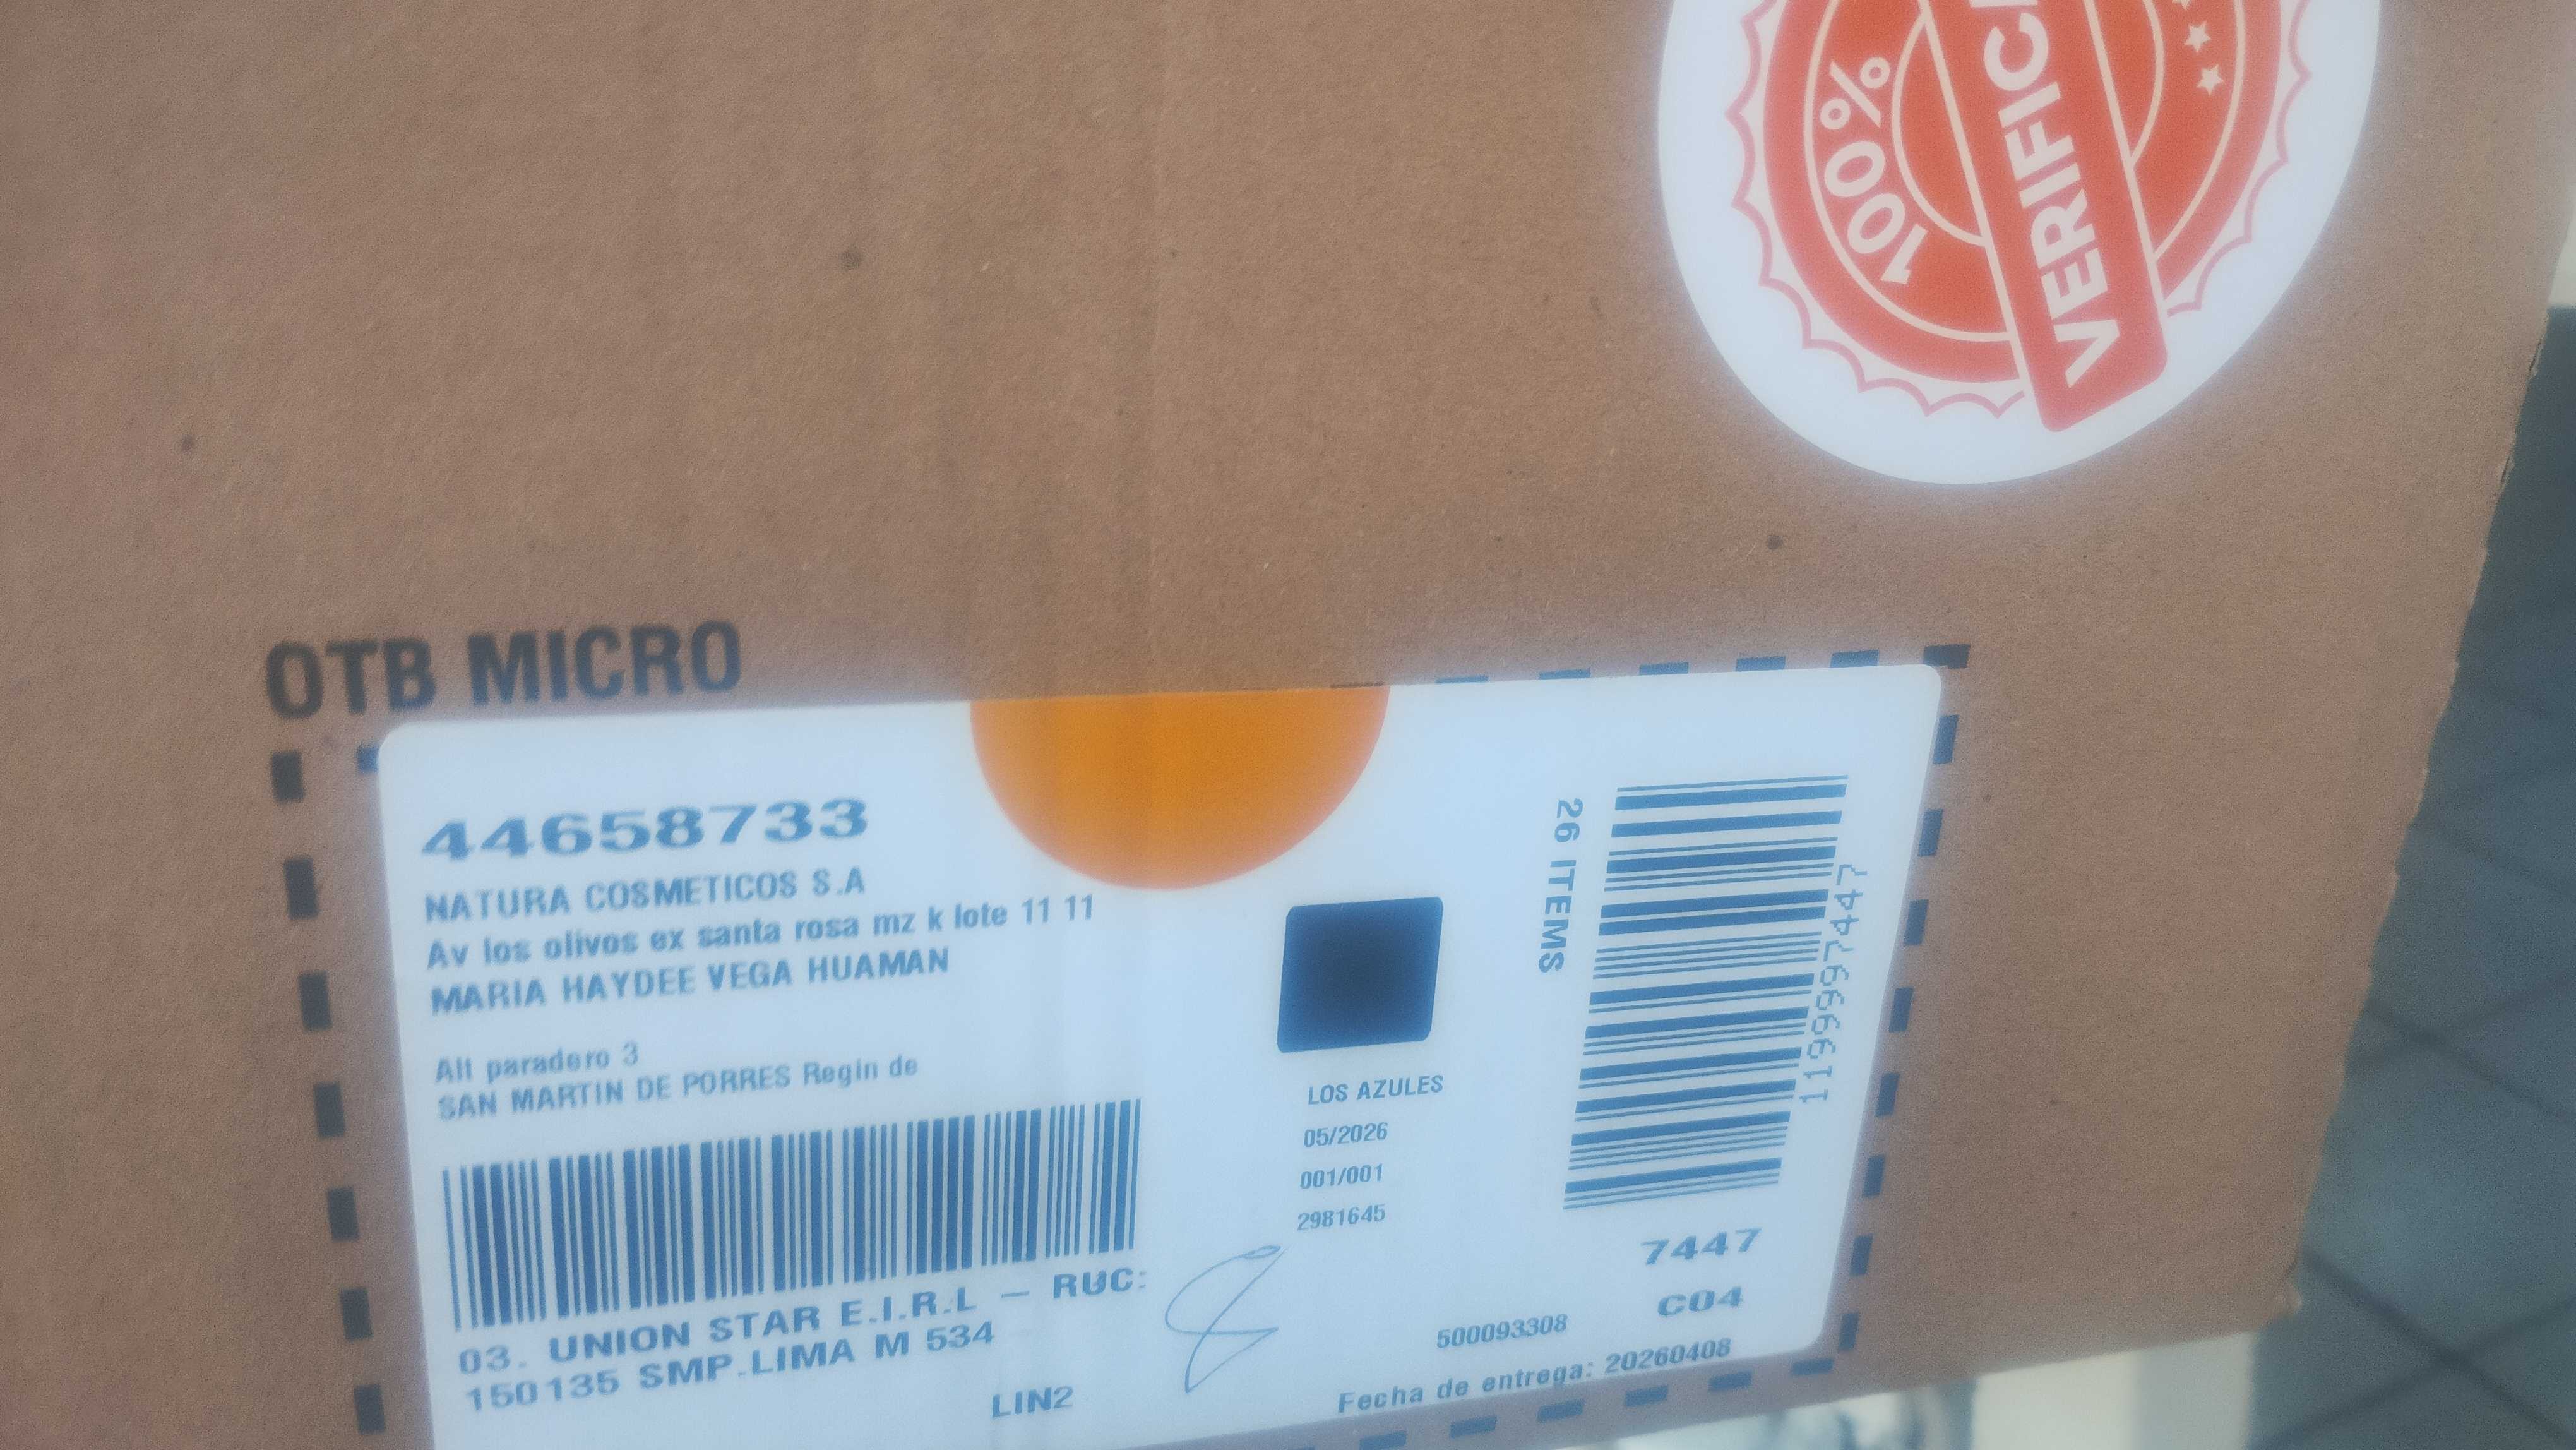 100%
VERIFIC
OTB MICRO
44658733
NATURA COSMETICOS S.A
Av los olivos ex santa rosa mz k lote 11 11
MARIA HAYDEE VEGA HUAMAN
Alt paradero 3
SAN MARTIN DE PORRES Regin de
03. UNION STAR E.I.R.L - RUC:
150135 SMP.LIMA M 534
LIN2
LOS AZULES
05/2026
001/001
2981645
26 ITEMS
1199997447
7447
C04
500093308
Fecha de entrega: 20260408